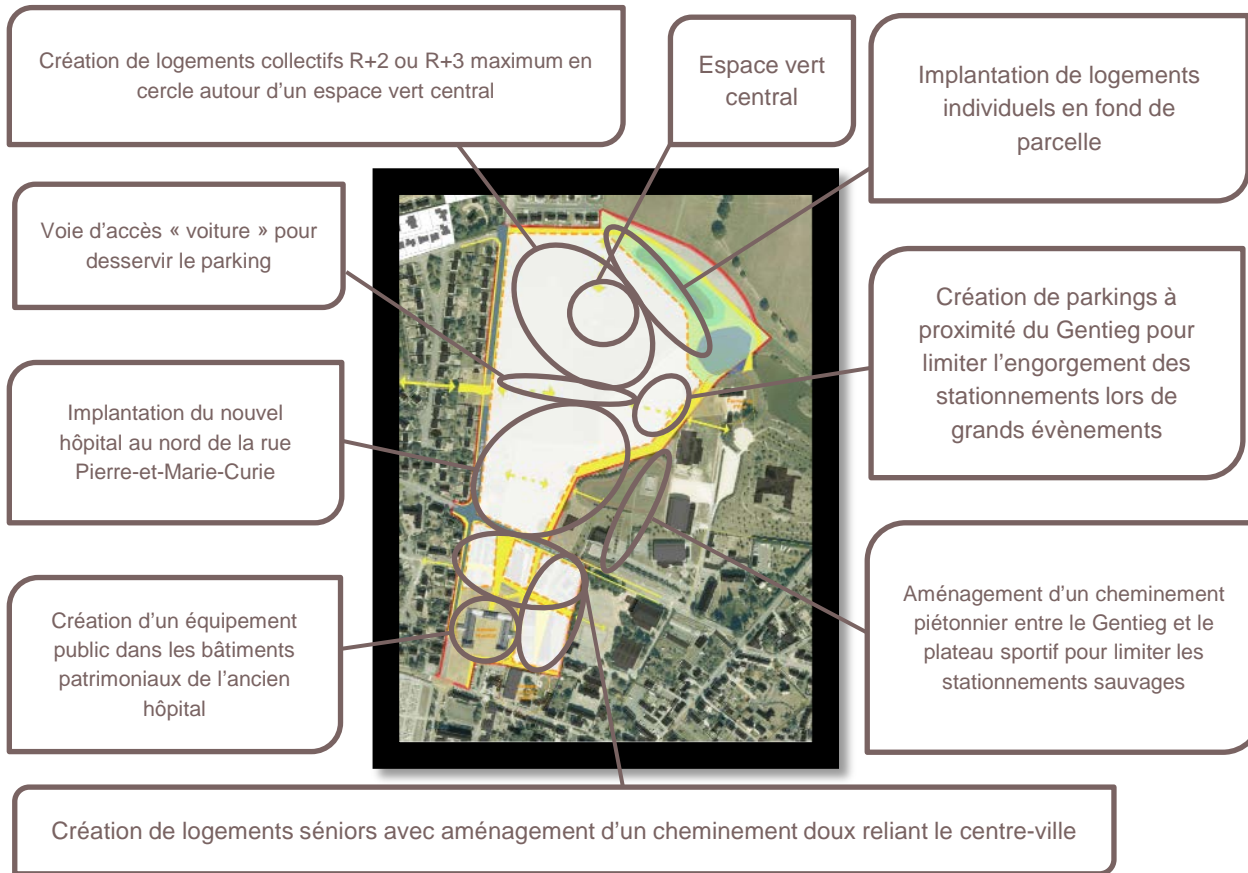 Création de logements collectifs R+2 ou R+3 maximum en
cercle autour d'un espace vert central
Espace vert
central
Implantation de logements
individuels en fond de
parcelle
Voie d'accès « voiture » pour
desservir le parking
Création de parkings à
proximité du Gentieg pour
limiter l'engorgement des
stationnements lors de
grands évènements
Implantation du nouvel
hôpital au nord de la rue
Pierre-et-Marie-Curie
Création d'un équipement
public dans les bâtiments
patrimoniaux de l'ancien
hôpital
Aménagement d'un cheminement
piétonnier entre le Gentieg et le
plateau sportif pour limiter les
stationnements sauvages
Création de logements séniors avec aménagement d'un cheminement doux reliant le centre-ville